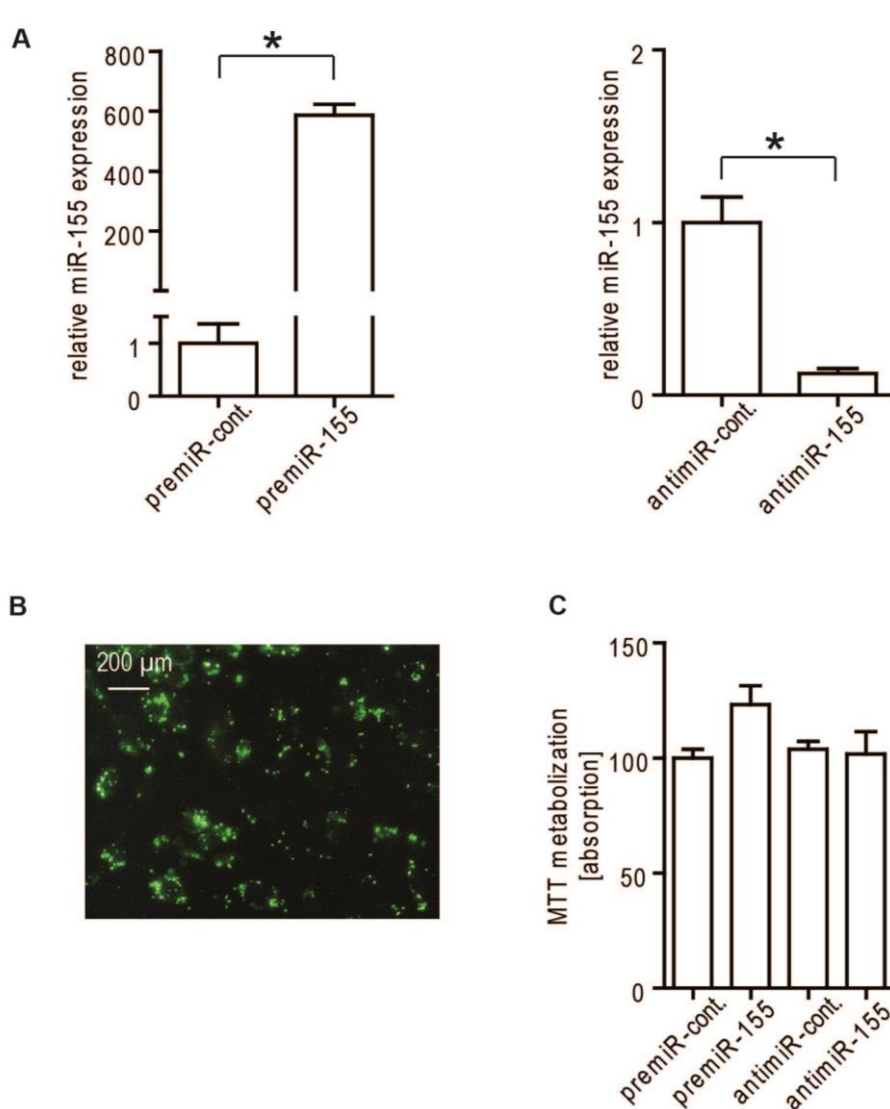 A
relative miR-155 expression
800
600
400
200
1
0
*
premiR-cont.
premiR-155
relative miR-155 expression
2
1
0
*
antimiR-cont.
antimiR-155
B
200 µm
C
MTT metabolization
[absorption]
150
100
50
0
premiR-cont.
premiR-155
antimiR-cont.
antimiR-155